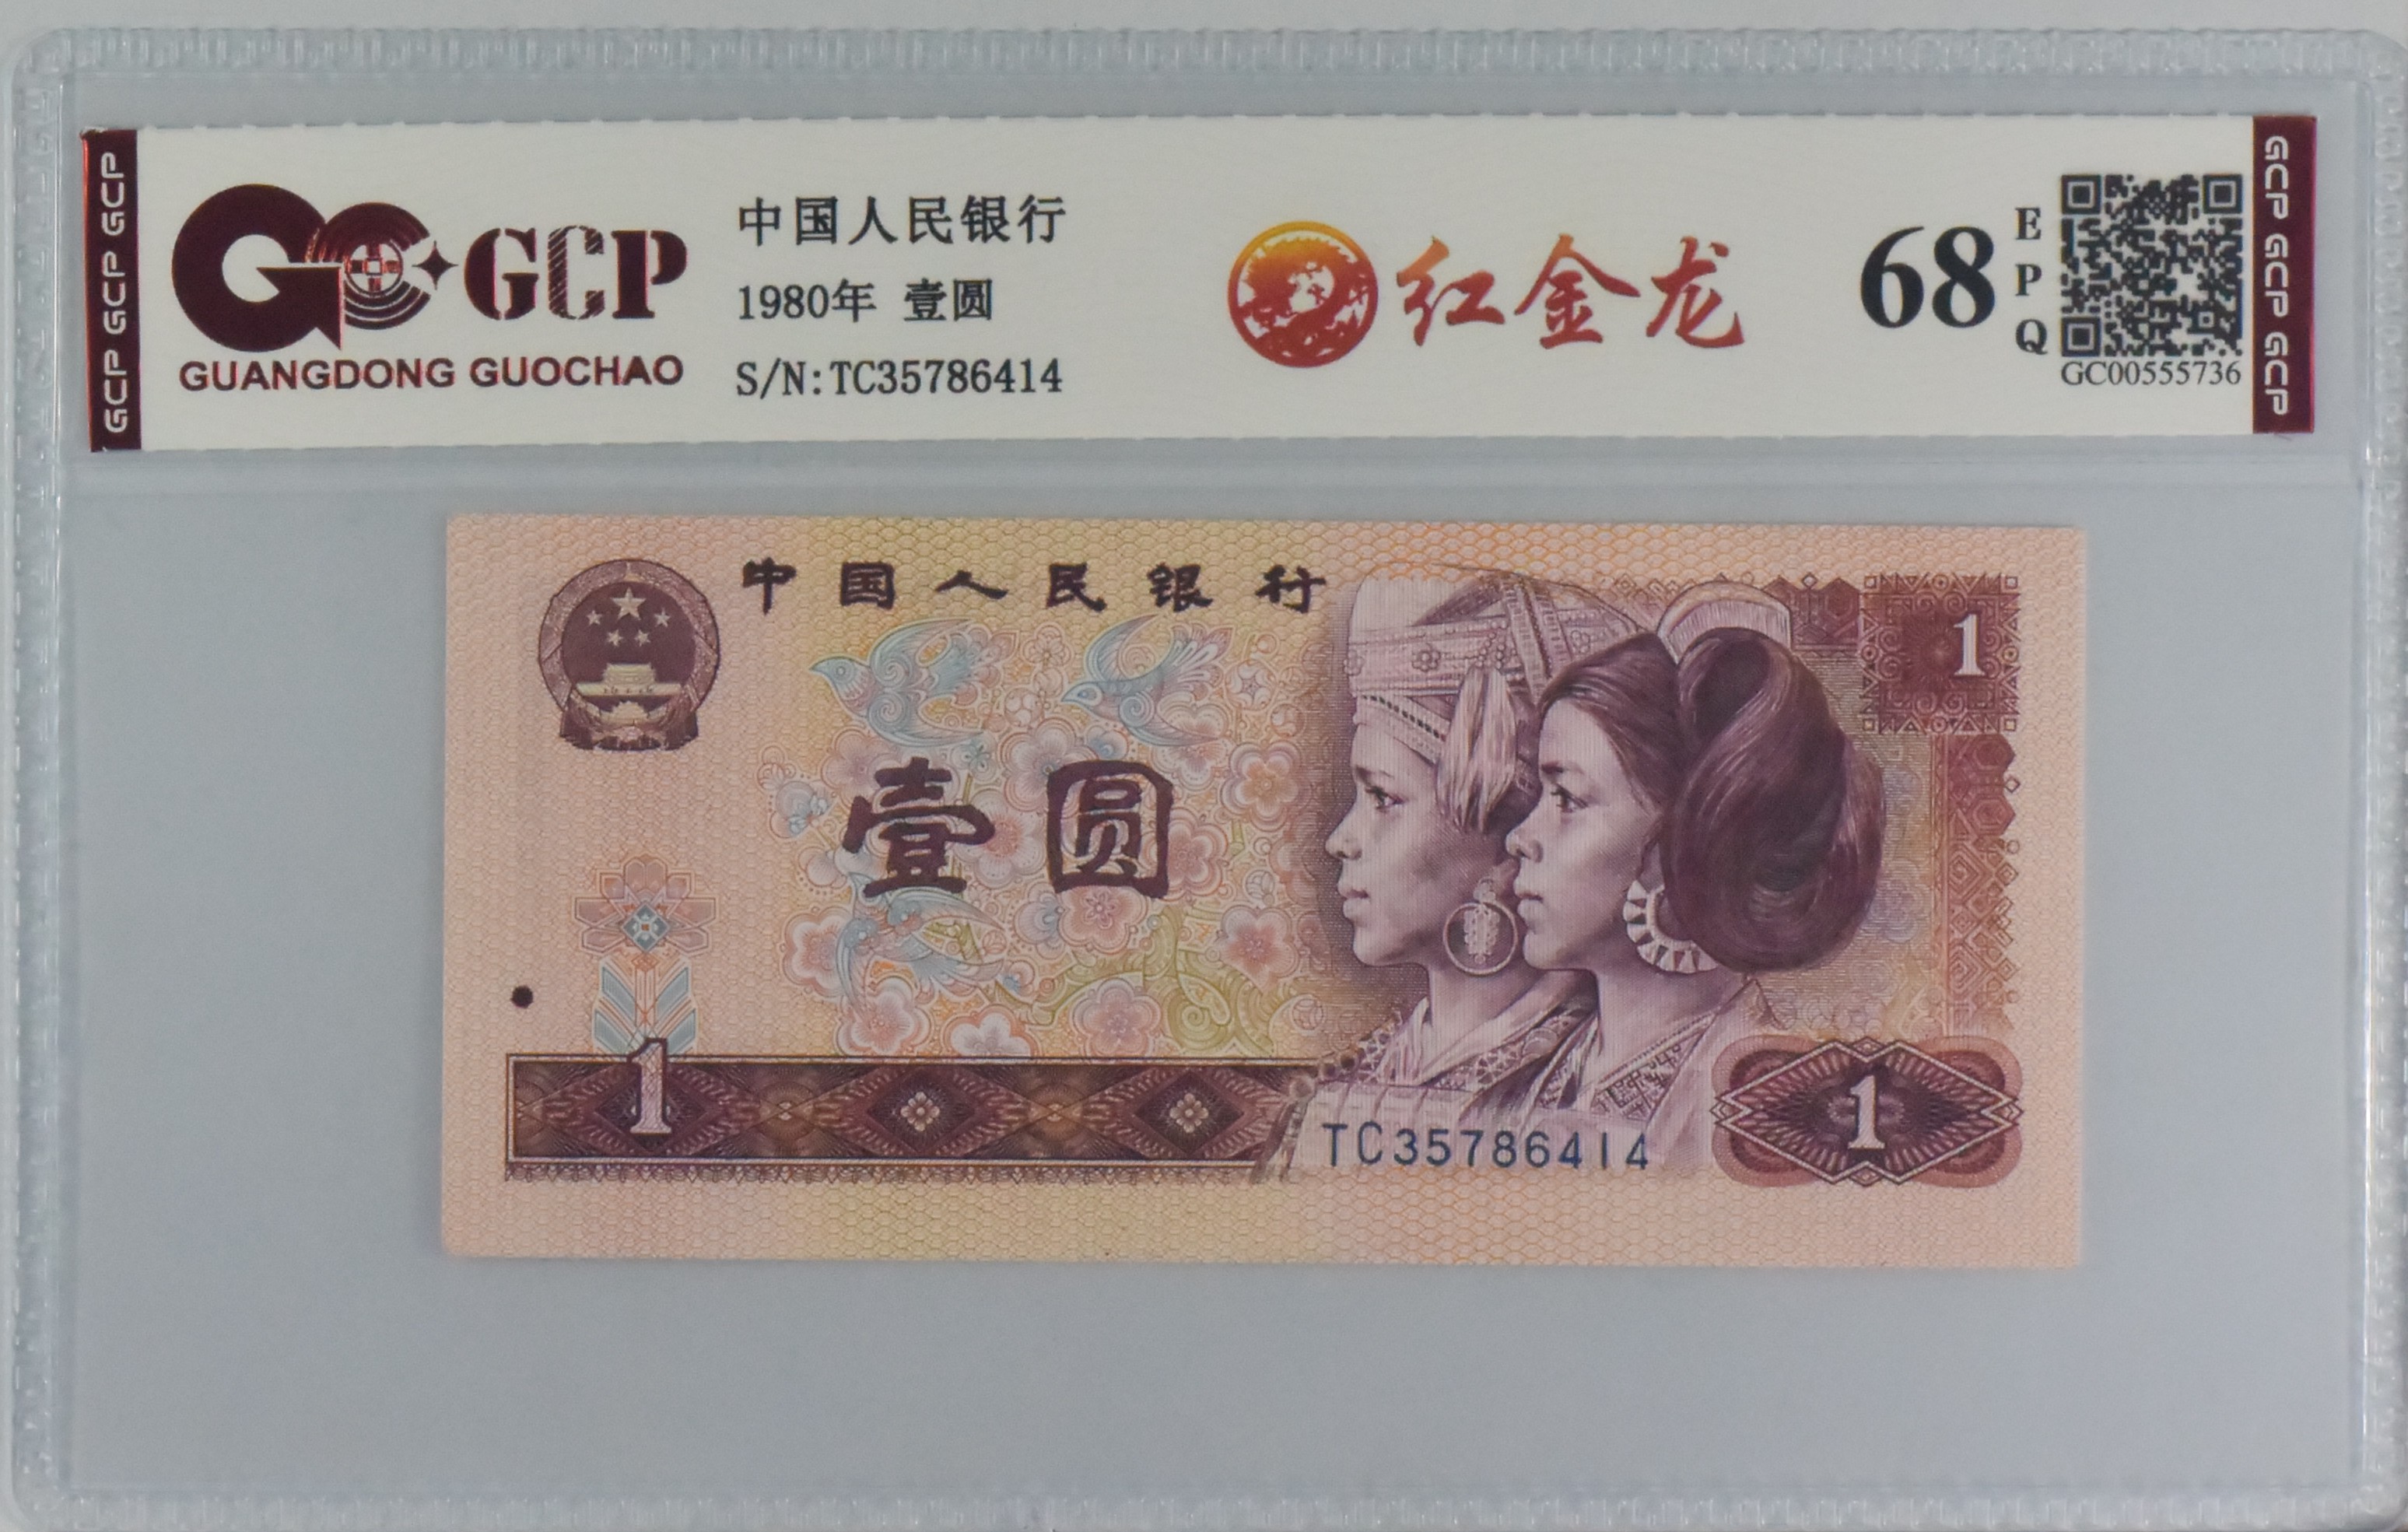 GCP GCP GCP
GCP
GUANGDONG GUOCHAO
中国人民银行
1980年 壹圆
S/N:TC35786414
红金龙
68
EPQ
GC00555736
GCP GCP GCP
中国人民银行
1
壹圆
1
1
TC35786414